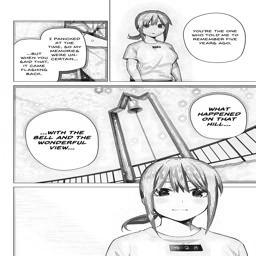 YOU'RE THE ONE
WHO TOLD ME TO
REMEMBER FIVE
YEARS AGO.
I PANICKED
AT THE
TIME, SO MY
MEMORIES
WERE UN-
CERTAIN...
...BUT
WHEN YOU
SAID THAT,
IT CAME
FLASHING
BACK.
WHAT
HAPPENED
ON THAT
HILL...
...WITH THE
BELL AND THE
WONDERFUL
VIEW...